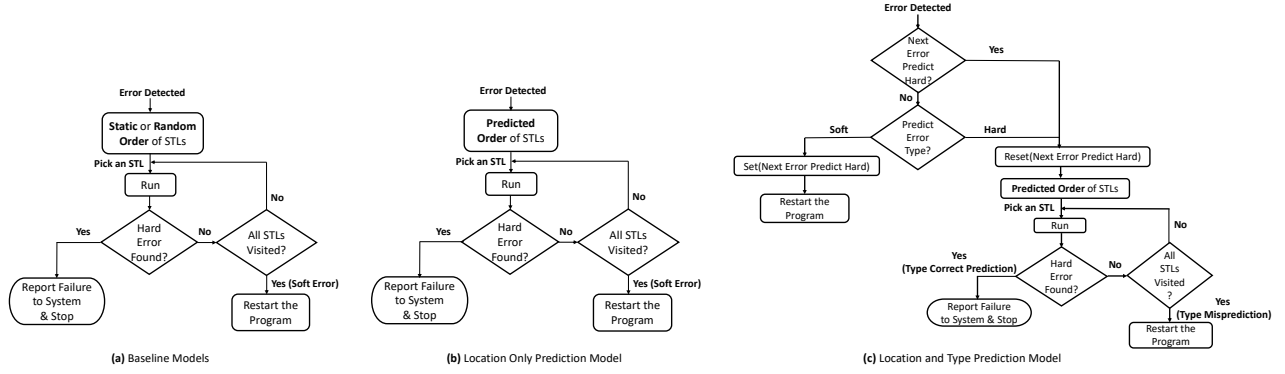 Error Detected
Static or Random
Order of STLs
Pick an STL
Run
No
Yes
Hard
Error
Found?
No
All STLs
Visited?
Yes (Soft Error)
Report Failure
to System
& Stop
Restart the
Program
(a) Baseline Models
Error Detected
Predicted
Order of STLs
Pick an STL
Run
No
Yes
Hard
Error
Found?
No
All STLs
Visited?
Yes (Soft Error)
Report Failure
to System
& Stop
Restart the
Program
(b) Location Only Prediction Model
Error Detected
Next
Error
Predict
Hard?
Yes
No
Predict
Error
Type?
Soft
Hard
Set(Next Error Predict Hard)
Restart the
Program
Reset(Next Error Predict Hard)
Predicted Order of STLs
Pick an STL
Run
No
Yes
(Type Correct Prediction)
Hard
Error
Found?
No
All
STLs
Visited
?
Yes
(Type Misprediction)
Report Failure
to System & Stop
Restart the
Program
(c) Location and Type Prediction Model